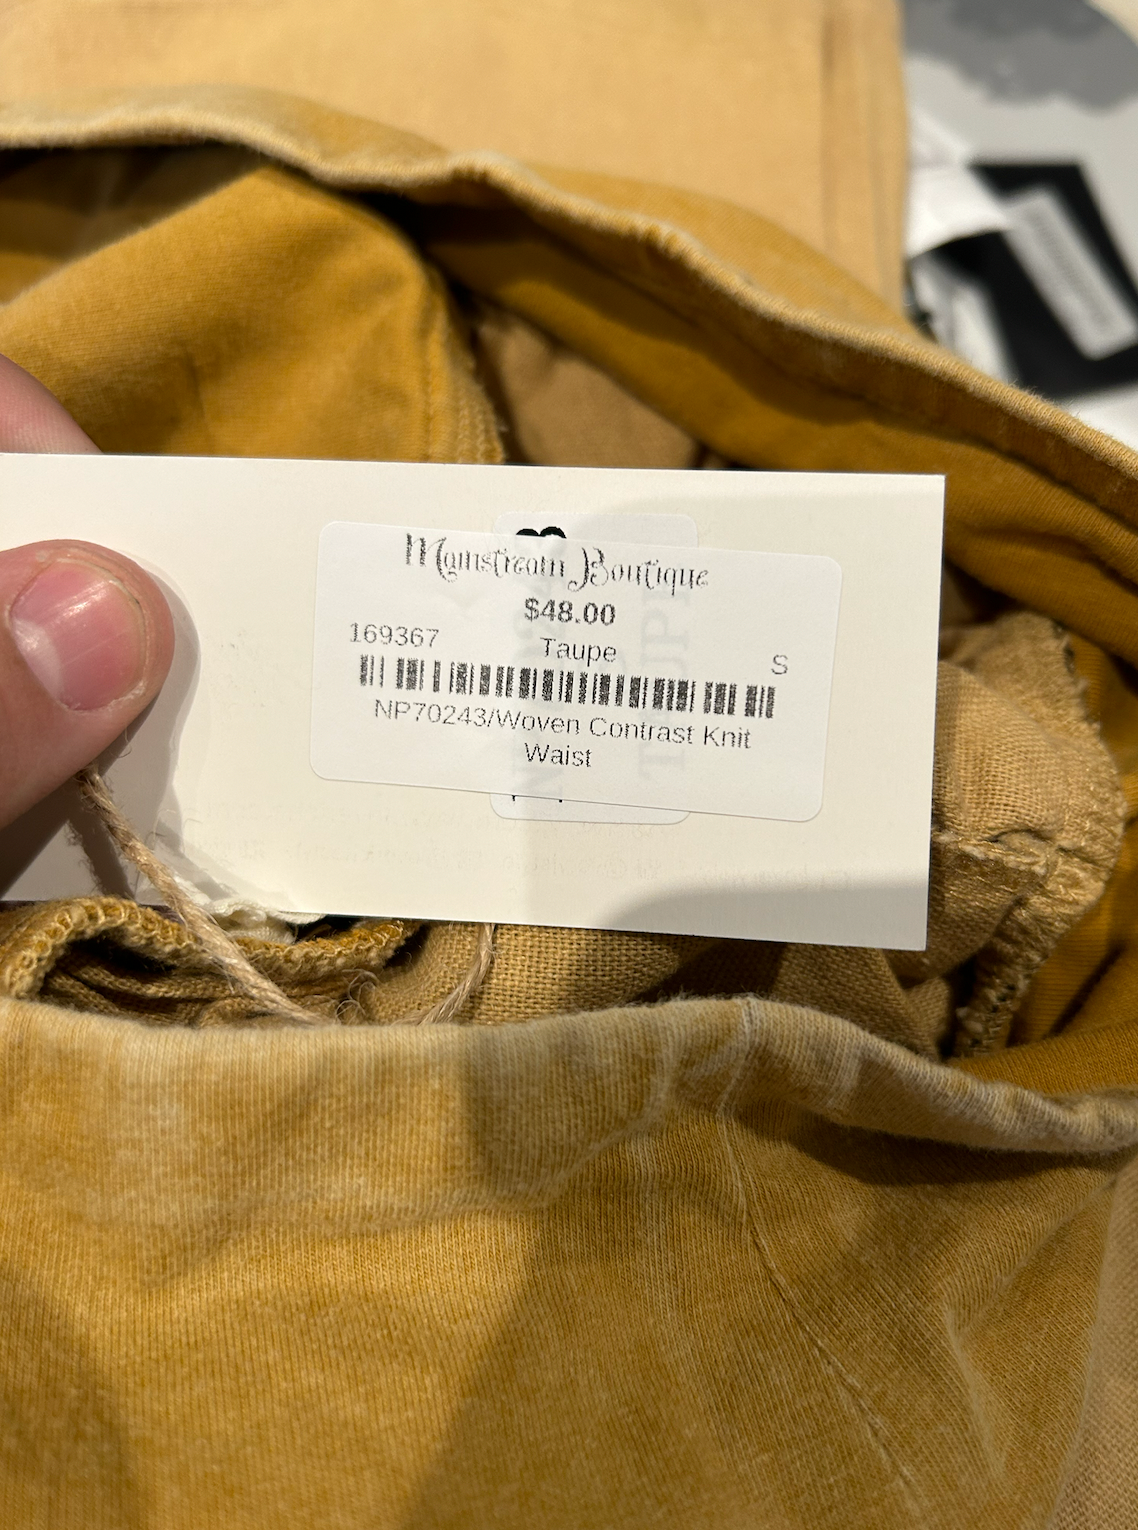 Mainstream Boutique
$48.00
169367
Taupe
S
NP70243/Woven Contrast Knit
Waist